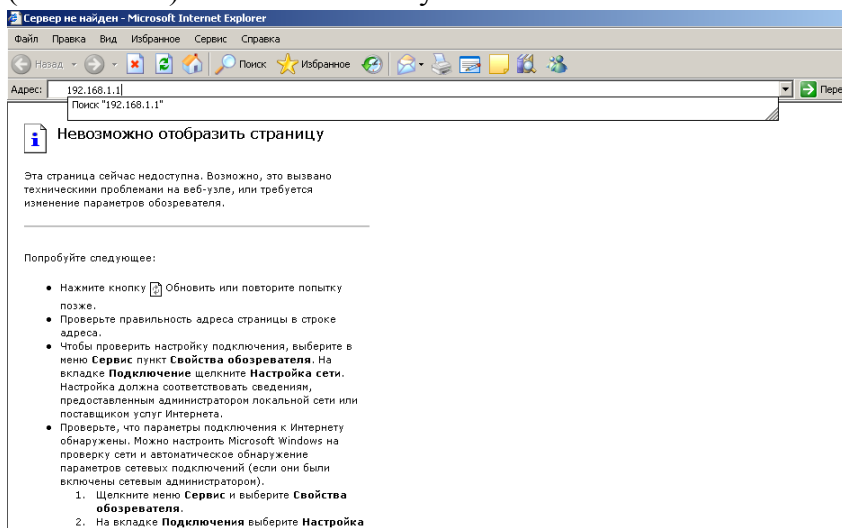 Сервер не найден - Microsoft Internet Explorer
Файл Правка Вид Избранное Сервис Справка
Назад Поиск Избранное
Адрес: 192.168.1.1 Пере
Поиск "192.168.1.1"
Невозможно отобразить страницу
Эта страница сейчас недоступна. Возможно, это вызвано
техническими проблемами на веб-узле, или требуется
изменение параметров обозревателя.
Попробуйте следующее:
• Нажмите кнопку Обновить или повторите попытку
позже.
• Проверьте правильность адреса страницы в строке
адреса.
• Чтобы проверить настройку подключения, выберите в
меню Сервис пункт Свойства обозревателя. На
вкладке Подключение щелкните Настройка сети.
Настройка должна соответствовать сведениям,
предоставленным администратором локальной сети или
поставщиком услуг Интернета.
• Проверьте, что параметры подключения к Интернету
обнаружены. Можно настроить Microsoft Windows на
проверку сети и автоматическое обнаружение
параметров сетевых подключений (если они были
включены сетевым администратором).
1. Щелкните меню Сервис и выберите Свойства
обозревателя.
2. На вкладке Подключения выберите Настройка